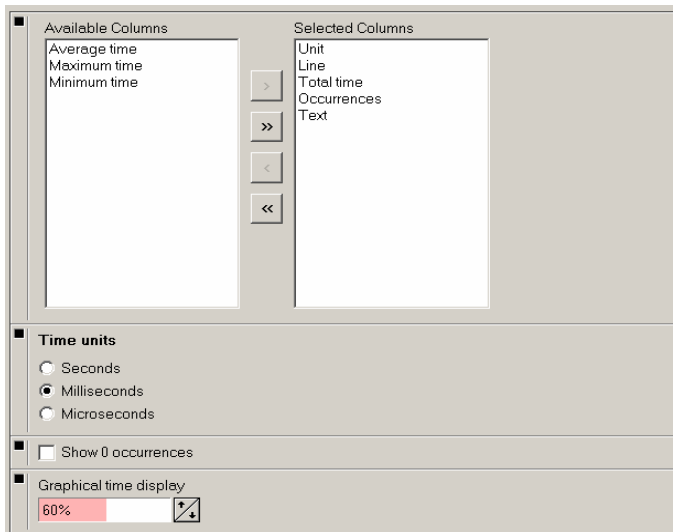 Available Columns
Average time
Maximum time
Minimum time
>
»
<
«
Selected Columns
Unit
Line
Total time
Occurrences
Text
Time units
Seconds
Milliseconds
Microseconds
Show 0 occurrences
Graphical time display
60%